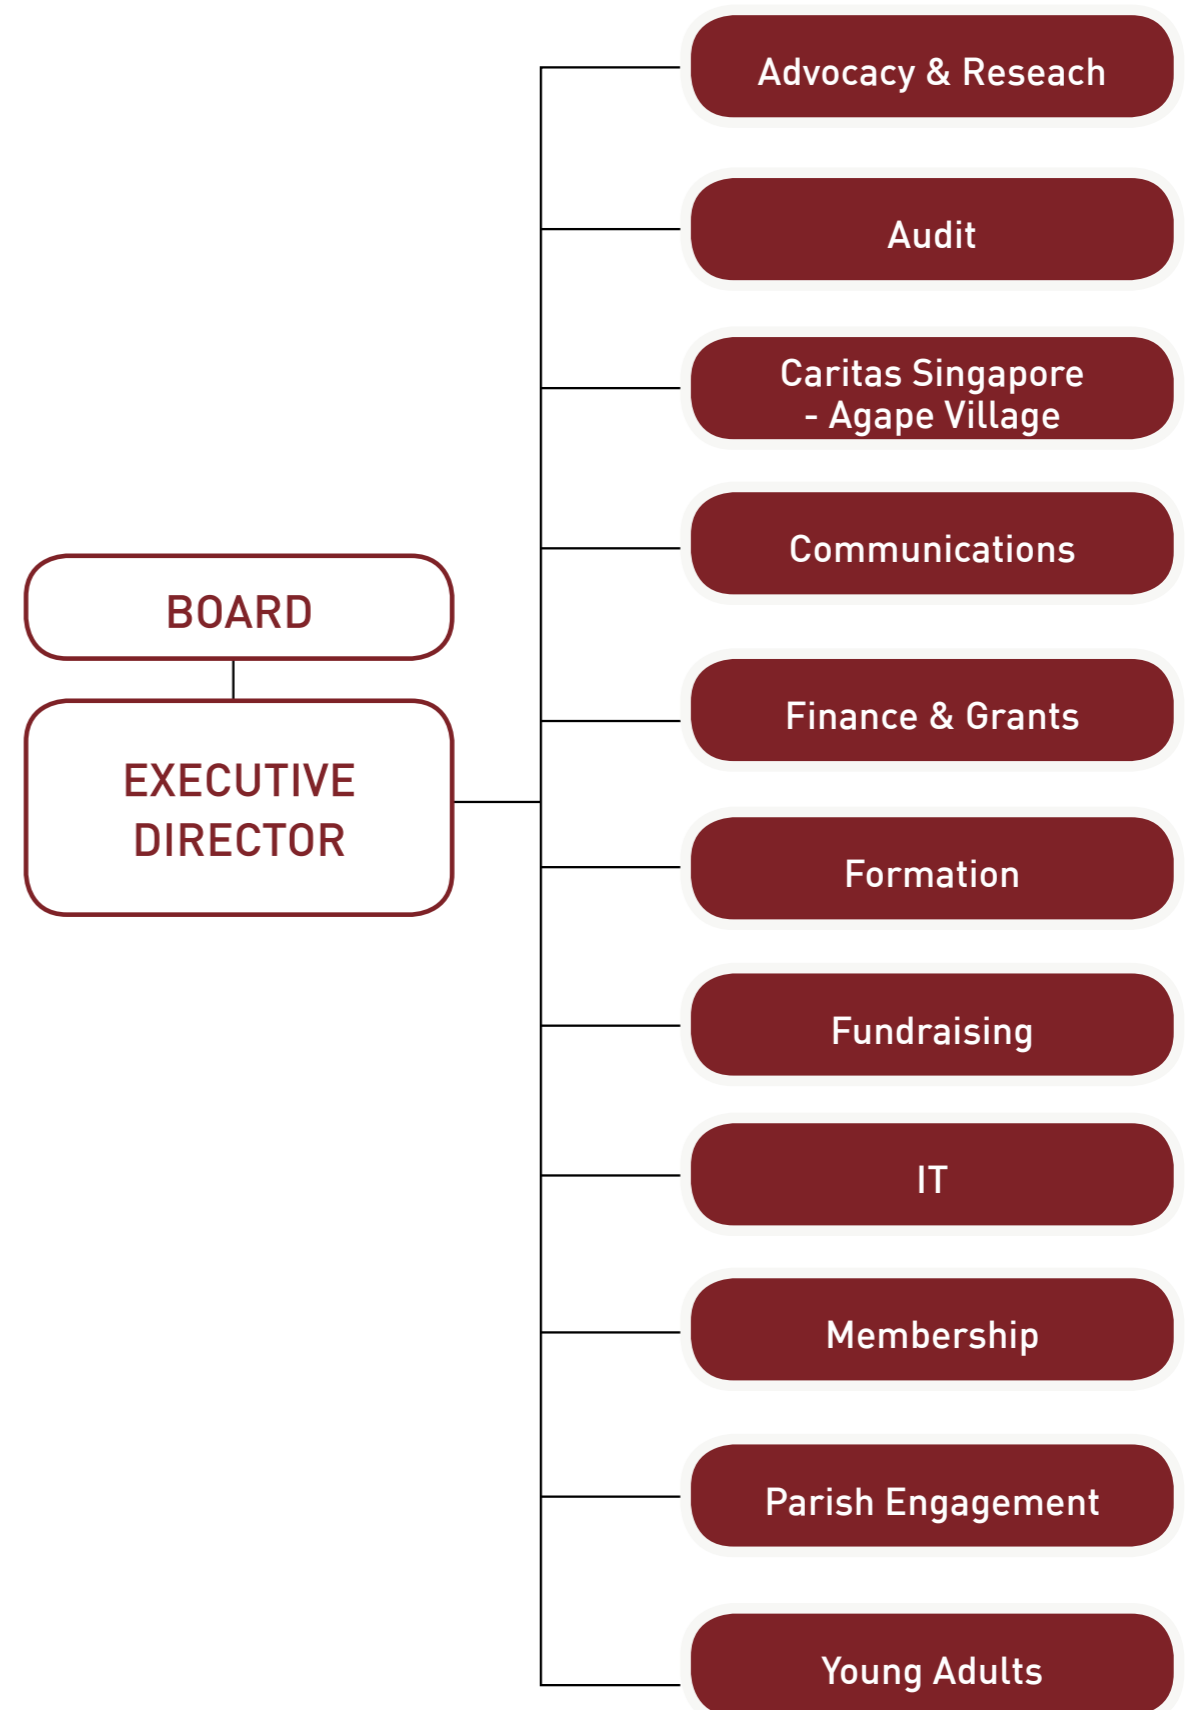 BOARD
EXECUTIVE
DIRECTOR
Advocacy & Reseach
Audit
Caritas Singapore
- Agape Village
Communications
Finance & Grants
Formation
Fundraising
IT
Membership
Parish Engagement
Young Adults